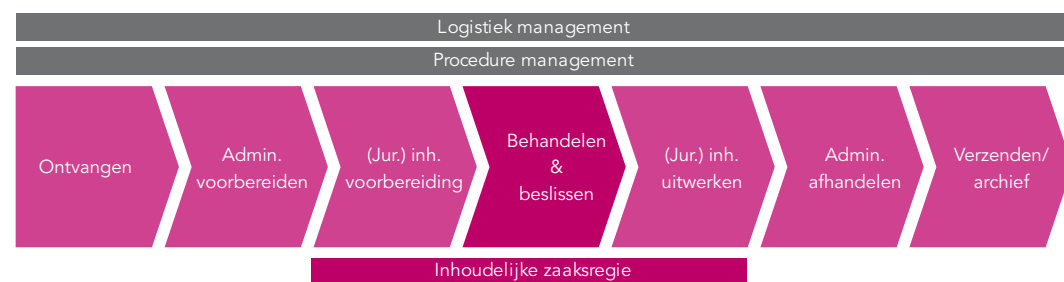 Logistiek management
Procedure management
Ontvangen
Admin.
voorbereiden
(Jur.) inh.
voorbereiding
Behandelen
&
beslissen
(Jur.) inh.
uitwerken
Admin.
afhandelen
Verzenden/
archief
Inhoudelijke zaaksregie